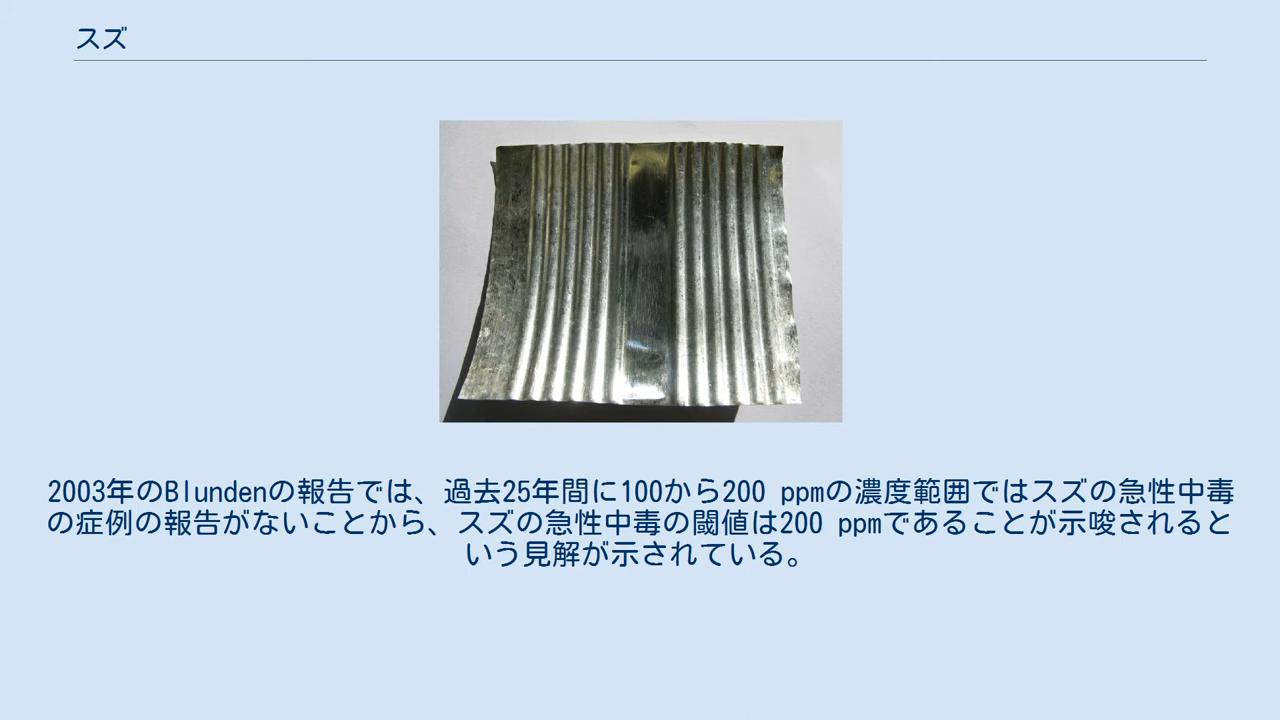 スズ
2003年のBlundenの報告では、過去25年間に100から200 ppmの濃度範囲ではスズの急性中毒
の症例の報告がないことから、スズの急性中毒の閾値は200 ppmであることが示唆されると
いう見解が示されている。